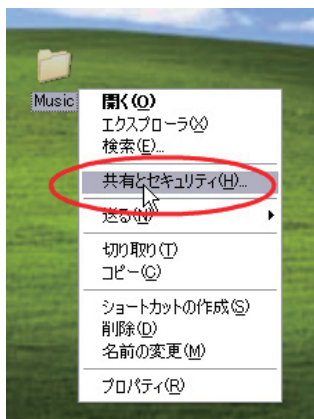 Music
開く(O)
エクスプローラ(X)
検索(E)...
共有とセキュリティ(H)...
送る(N)
切り取り(T)
コピー(C)
ショートカットの作成(S)
削除(D)
名前の変更(M)
プロパティ(R)